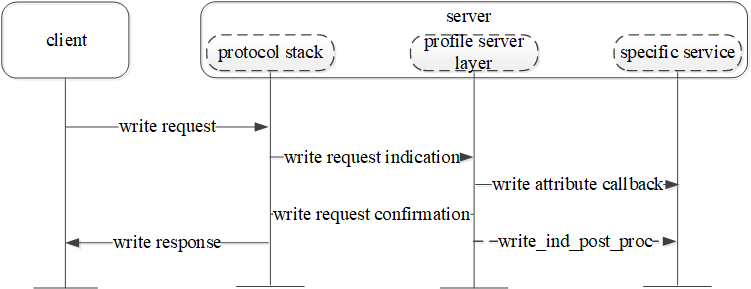 server
client
protocol stack
profile server
layer
specific service
write request
write request indication
write attribute callback
write request confirmation
write response
write_ind_post_proc